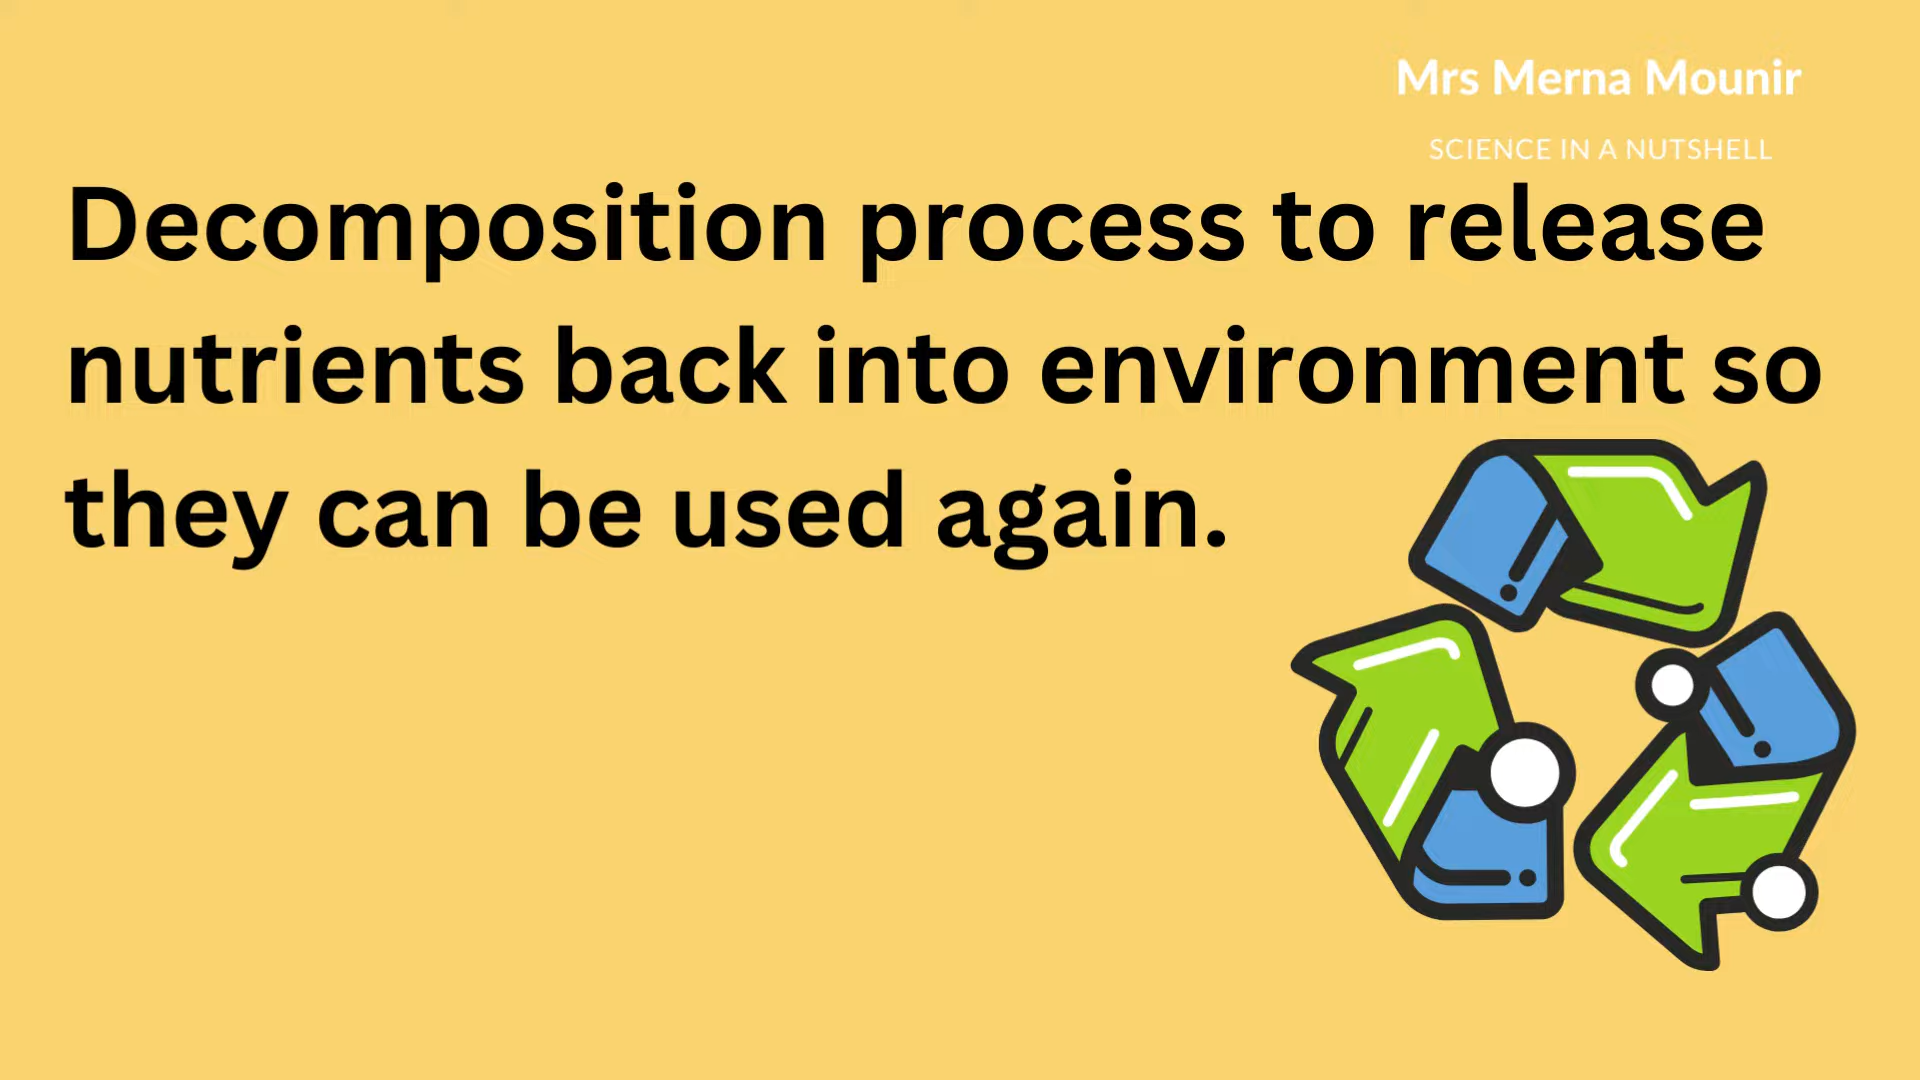 Mrs Merna Mounir
SCIENCE IN A NUTSHELL
Decomposition process to release
nutrients back into environment so
they can be used again.